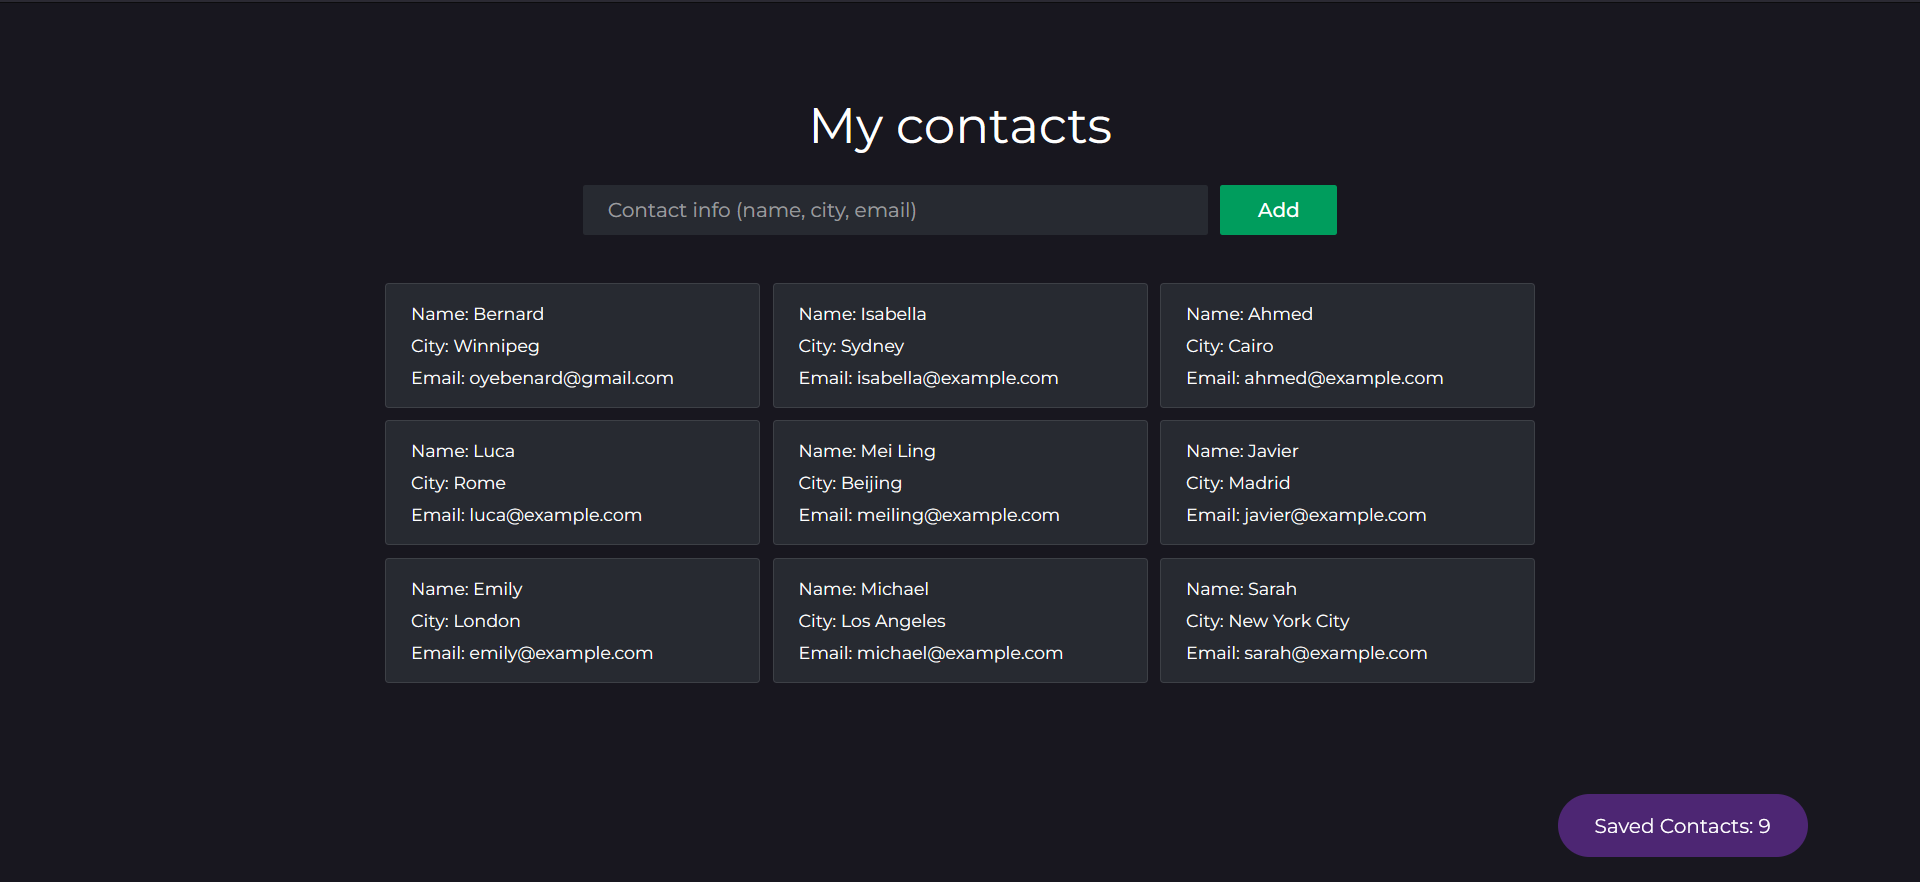 My contacts
Contact info (name, city, email)
Add
Name: Bernard
City: Winnipeg
Email: oyebenard@gmail.com
Name: Isabella
City: Sydney
Email: isabella@example.com
Name: Ahmed
City: Cairo
Email: ahmed@example.com
Name: Luca
City: Rome
Email: luca@example.com
Name: Mei Ling
City: Beijing
Email: meiling@example.com
Name: Javier
City: Madrid
Email: javier@example.com
Name: Emily
City: London
Email: emily@example.com
Name: Michael
City: Los Angeles
Email: michael@example.com
Name: Sarah
City: New York City
Email: sarah@example.com
Saved Contacts: 9